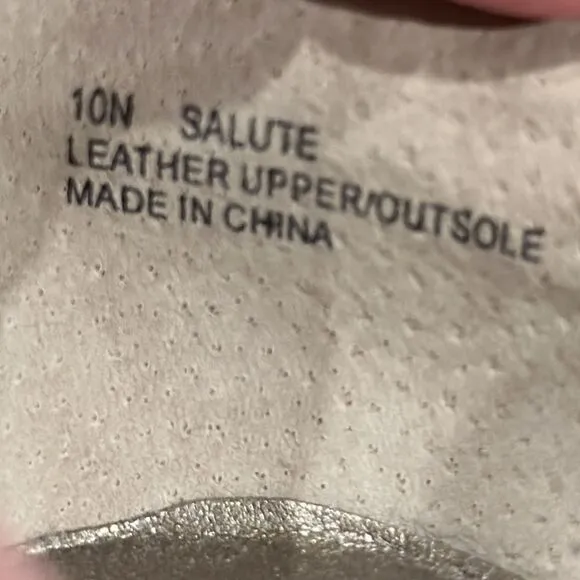 10N SALUTE
LEATHER UPPER/OUTSOLE
MADE IN CHINA